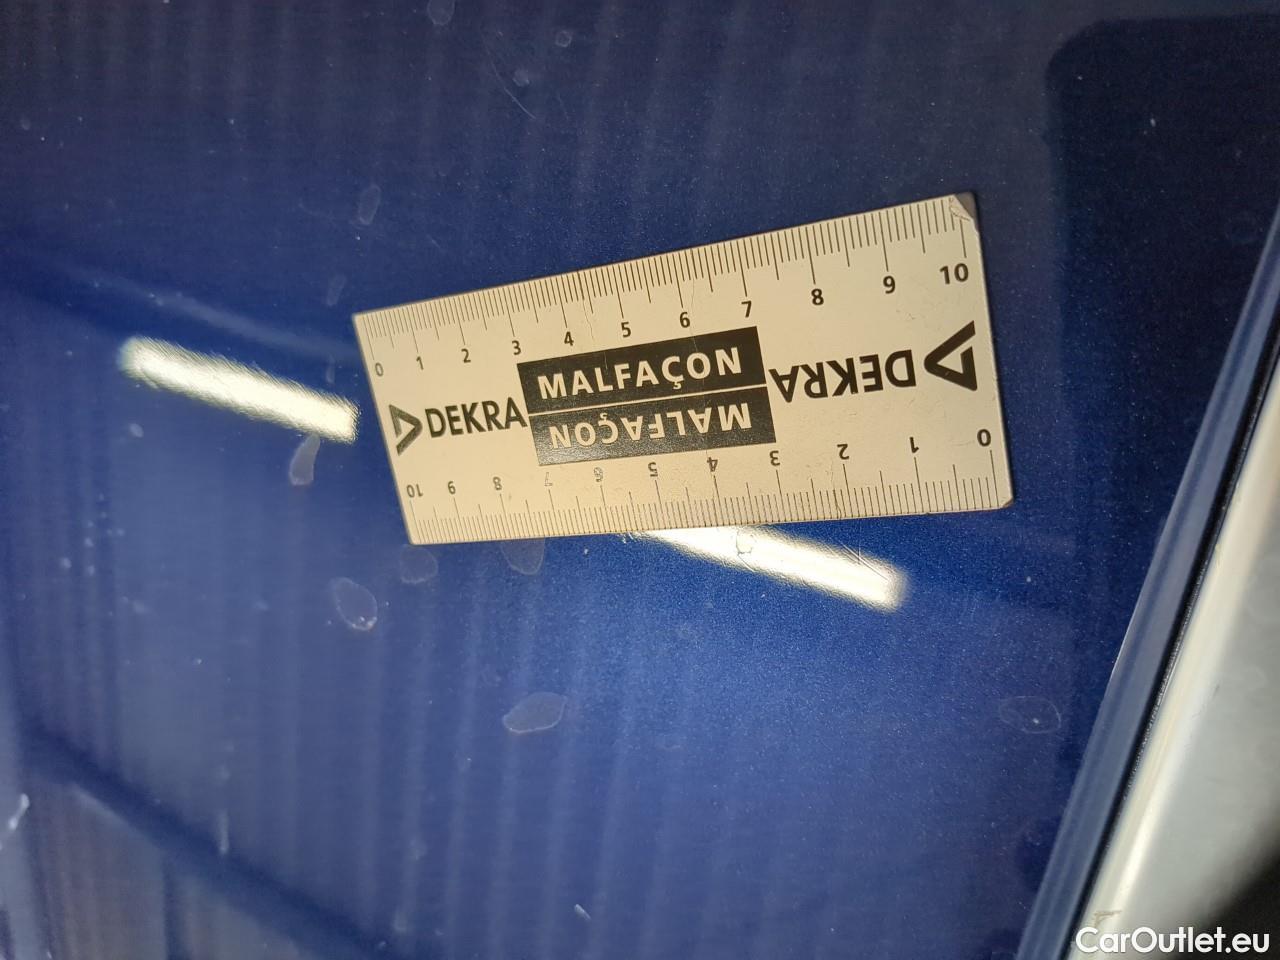 0 1 2 3 4 5 6 7 8 9 10
DEKRA MALFAÇON DEKRA
MALFAÇON
10 9 8 7 6 5 4 3 2 1 0
CarOutlet.eu